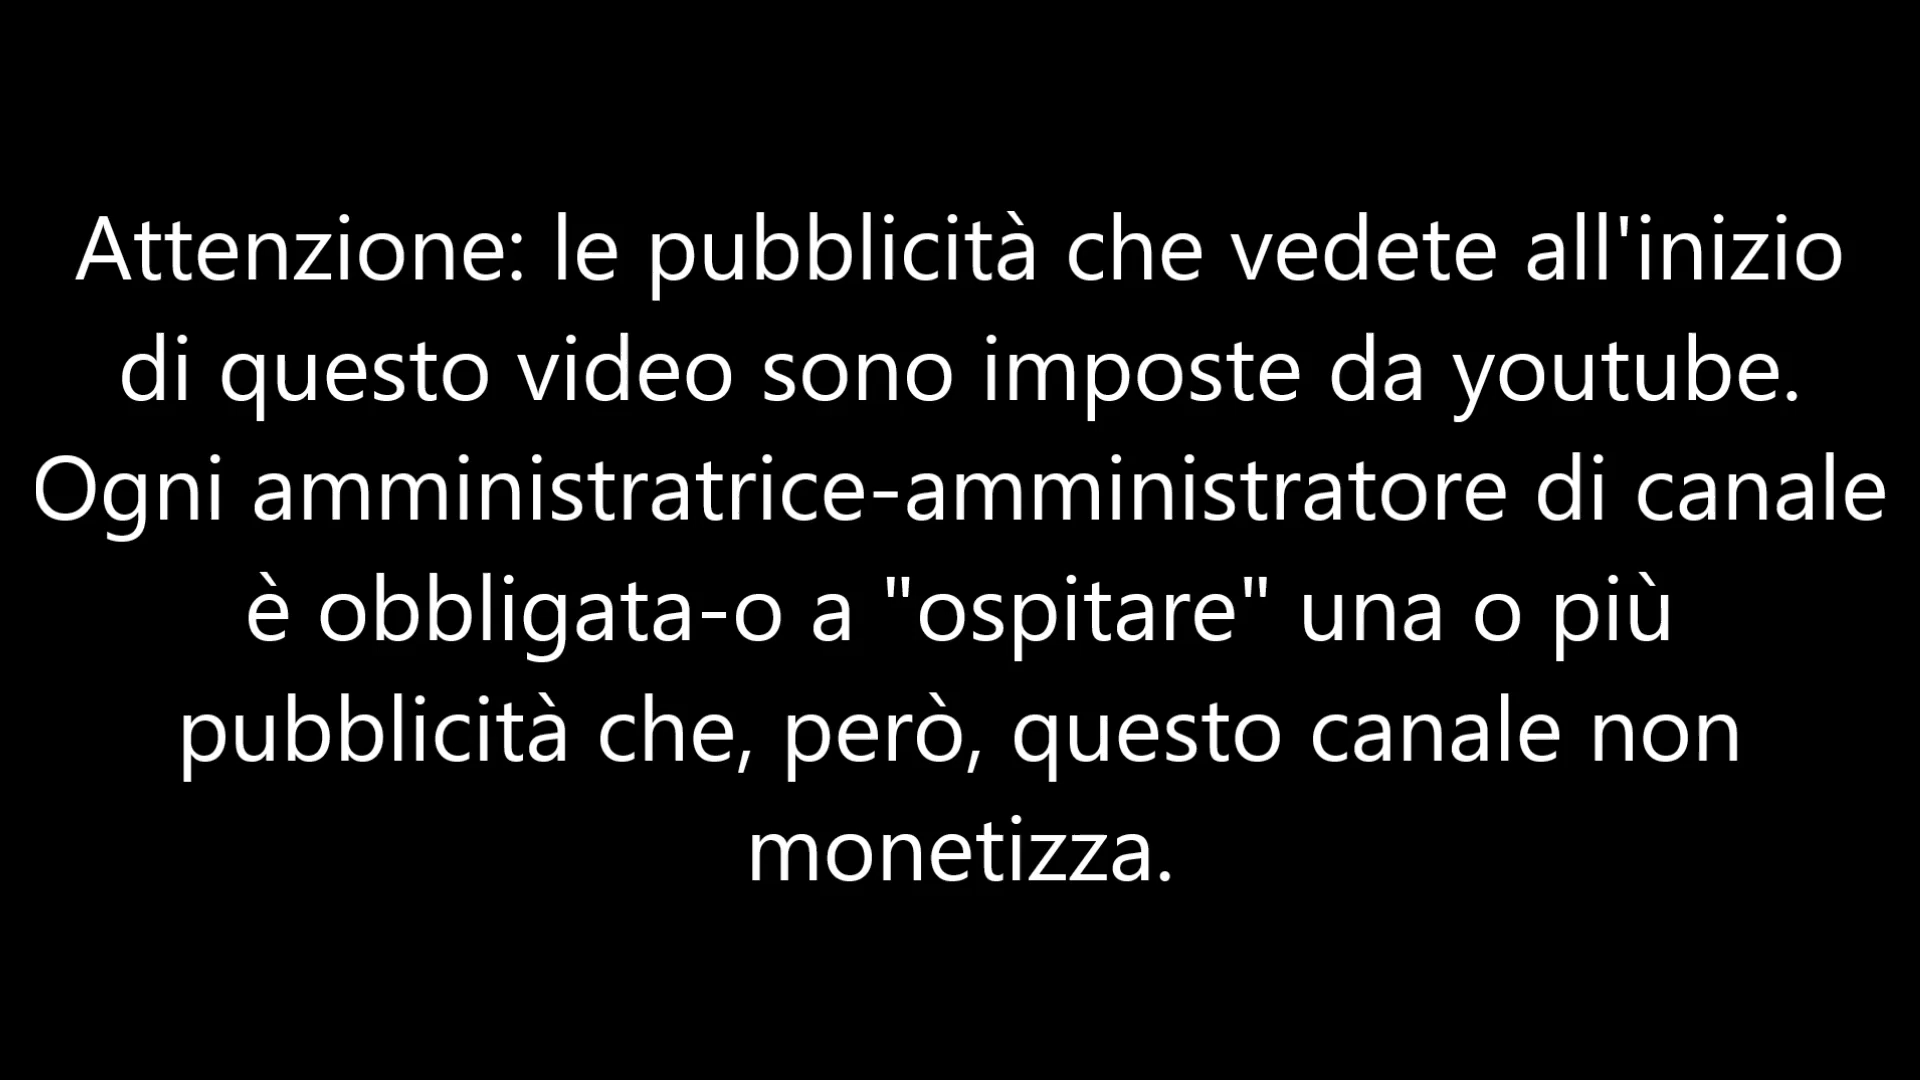 Attenzione: le pubblicità che vedete all'inizio
di questo video sono imposte da youtube.
Ogni amministratrice-amministratore di canale
è obbligata-o a "ospitare" una o più
pubblicità che, però, questo canale non
monetizza.